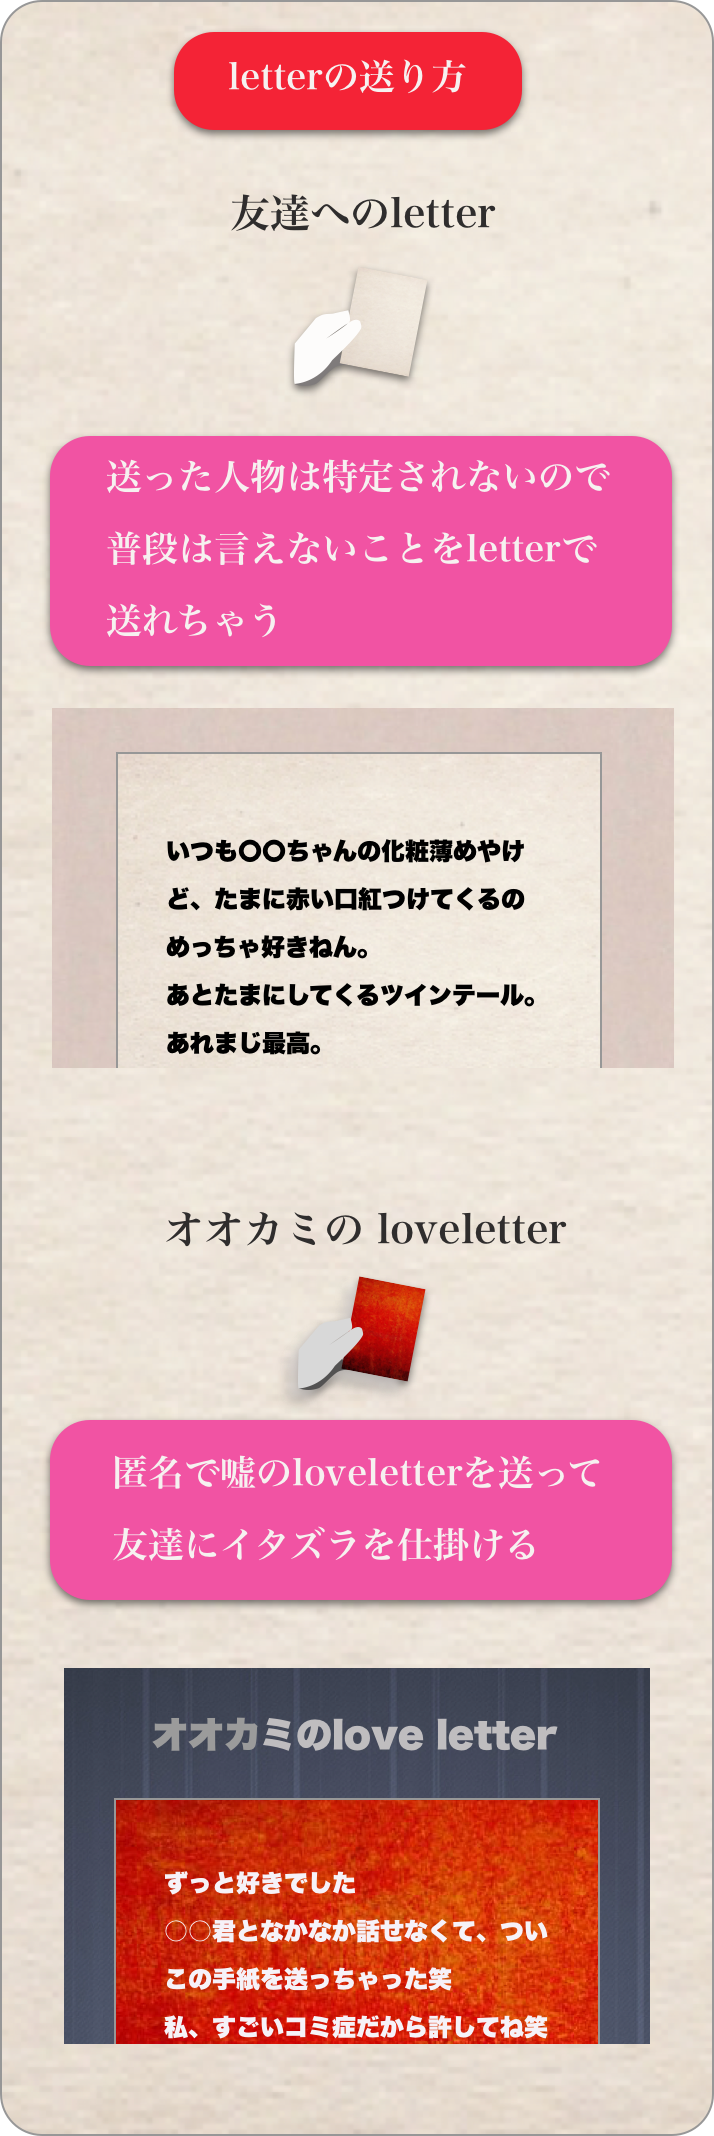 letterの送り方
友達へのletter
送った人物は特定されないので
普段は言えないことをletterで
送れちゃう
いつも〇〇ちゃんの化粧薄めやけ
ど、たまに赤い口紅つけてくるの
めっちゃ好きねん。
あとたまにしてくるツインテール。
あれまじ最高。
オオカミの loveletter
匿名で嘘のloveletterを送って
友達にイタズラを仕掛ける
オオカミのlove letter
ずっと好きでした
○○君となかなか話せなくて、つい
この手紙を送っちゃった笑
私、すごいコミ症だから許してね笑